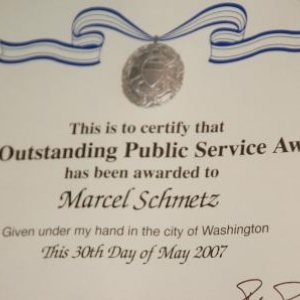 This is to certify that
Outstanding Public Service Aw
has been awarded to
Marcel Schmetz
Given under my hand in the city of Washington
This 30th Day of May 2007